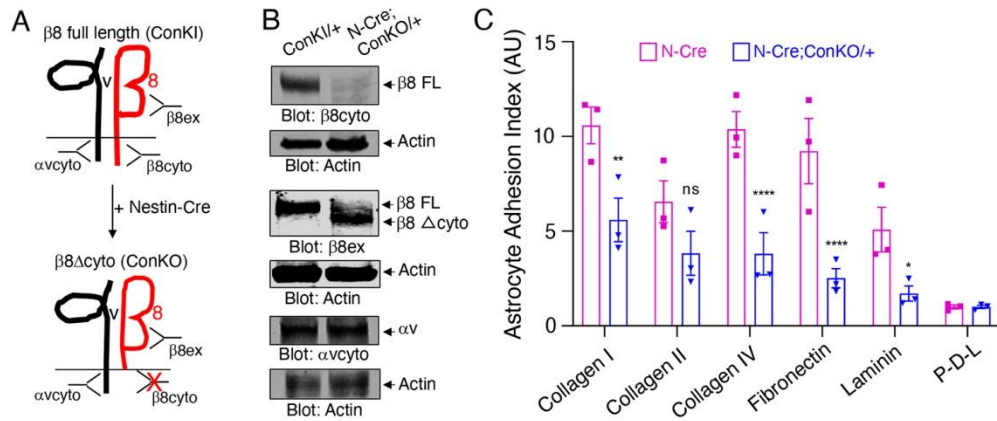 A
β8 full length (ConKI)
v
8
β8ex
αvcyto
β8cyto
+ Nestin-Cre
β8Δcyto (ConKO)
v
8
β8ex
αvcyto
X
β8cyto
B
ConKI/+
N-Cre;
ConKO/+
β8 FL
Blot: β8cyto
Actin
Blot: Actin
β8 FL
β8 Δcyto
Blot: β8ex
Actin
Blot: Actin
αv
Blot: αvcyto
Actin
Blot: Actin
C
Astrocyte Adhesion Index (AU)
15
10
5
0
N-Cre
N-Cre;ConKO/+
**
ns
****
****
*
Collagen I
Collagen II
Collagen IV
Fibronectin
Laminin
P-D-L